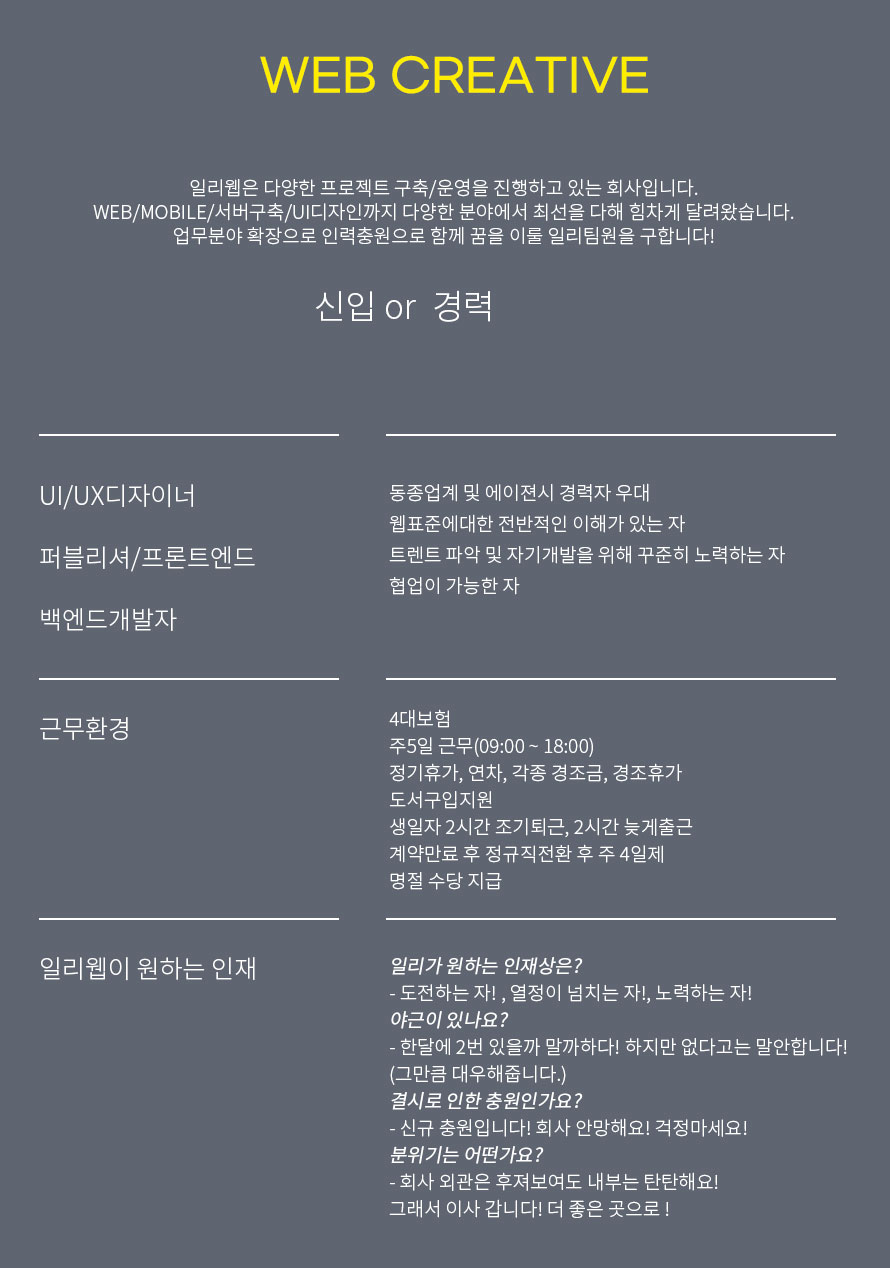 WEB CREATIVE
일리웹은 다양한 프로젝트 구축/운영을 진행하고 있는 회사입니다.
WEB/MOBILE/서버구축/UI디자인까지 다양한 분야에서 최선을 다해 힘차게 달려왔습니다.
업무분야 확장으로 인력충원으로 함께 꿈을 이룰 일리팀원을 구합니다!
신입 or 경력
UI/UX디자이너
퍼블리셔/프론트엔드
백엔드개발자
동종업계 및 에이젼시 경력자 우대
웹표준에대한 전반적인 이해가 있는 자
트렌트 파악 및 자기개발을 위해 꾸준히 노력하는 자
협업이 가능한 자
근무환경
4대보험
주5일 근무(09:00 ~ 18:00)
정기휴가, 연차, 각종 경조금, 경조휴가
도서구입지원
생일자 2시간 조기퇴근, 2시간 늦게출근
계약만료 후 정규직전환 후 주 4일제
명절 수당 지급
일리웹이 원하는 인재
일리가 원하는 인재상은?
- 도전하는 자! , 열정이 넘치는 자!, 노력하는 자!
야근이 있나요?
- 한달에 2번 있을까 말까하다! 하지만 없다고는 말안합니다!
(그만큼 대우해줍니다.)
결시로 인한 충원인가요?
- 신규 충원입니다! 회사 안망해요! 걱정마세요!
분위기는 어떤가요?
- 회사 외관은 후져보여도 내부는 탄탄해요!
그래서 이사 갑니다! 더 좋은 곳으로 !